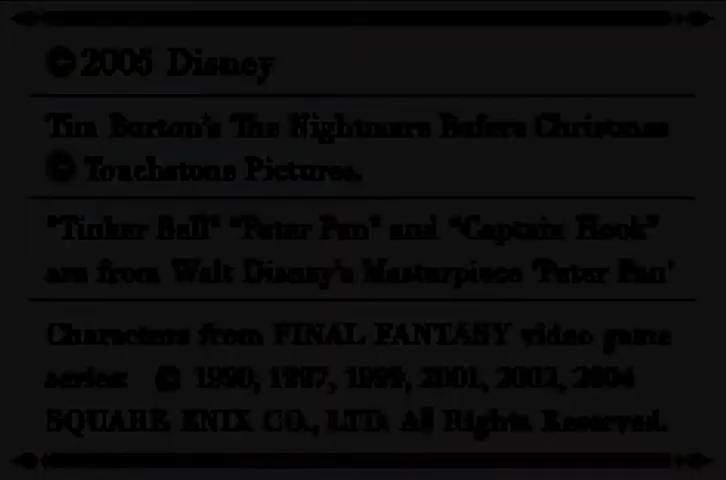 ©2005 Disney
Tim Burton's The Nightmare Before Christmas
© Touchstone Pictures.
"Tinker Bell" "Peter Pan" and "Captain Hook"
are from Walt Disney's Masterpiece 'Peter Pan'
Characters from FINAL FANTASY video game
series: © 1990, 1997, 1999, 2001, 2002, 2004
SQUARE ENIX CO., LTD. All Rights Reserved.